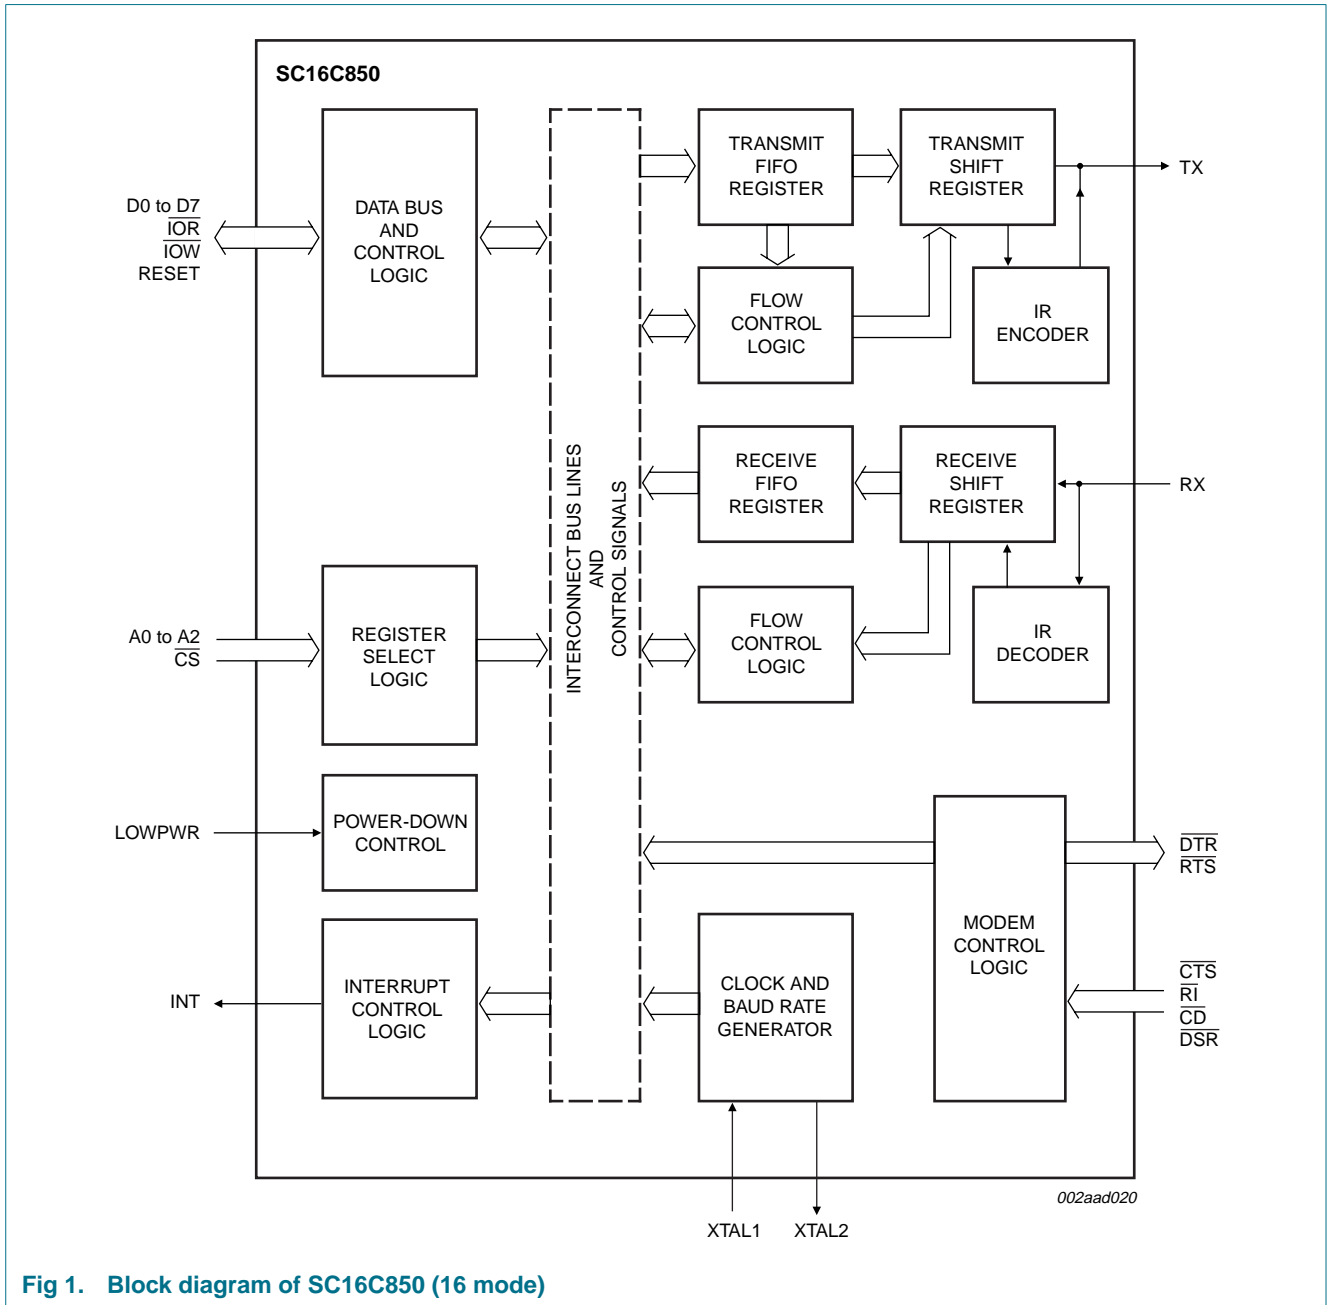 SC16C850
D0 to D7
IOR
IOW
RESET
DATA BUS
AND
CONTROL
LOGIC
TRANSMIT
FIFO
REGISTER
TRANSMIT
SHIFT
REGISTER
TX
FLOW
CONTROL
LOGIC
IR
ENCODER
INTERCONNECT BUS LINES
AND
CONTROL SIGNALS
RECEIVE
FIFO
REGISTER
RECEIVE
SHIFT
REGISTER
RX
A0 to A2
CS
REGISTER
SELECT
LOGIC
FLOW
CONTROL
LOGIC
IR
DECODER
LOWPWR
POWER-DOWN
CONTROL
DTR
RTS
MODEM
CONTROL
LOGIC
INT
INTERRUPT
CONTROL
LOGIC
CLOCK AND
BAUD RATE
GENERATOR
CTS
RI
CD
DSR
XTAL1
XTAL2
002aad020
Fig 1. Block diagram of SC16C850 (16 mode)